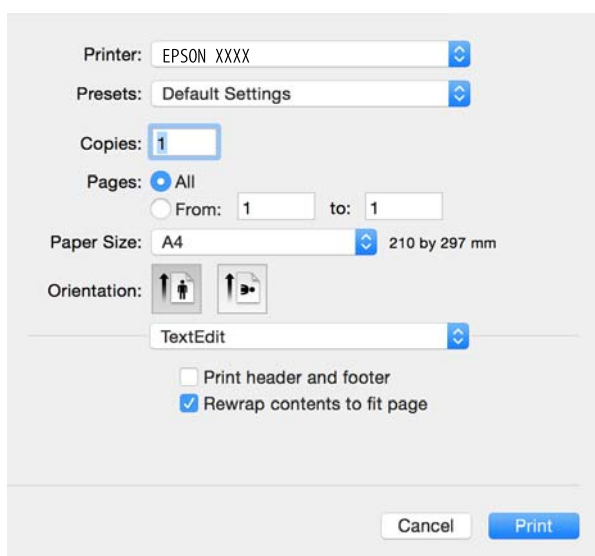 Printer: EPSON XXXX
Presets: Default Settings
Copies: 1
Pages: All
From: 1 to: 1
Paper Size: A4 210 by 297 mm
Orientation:
TextEdit
Print header and footer
Rewrap contents to fit page
Cancel Print